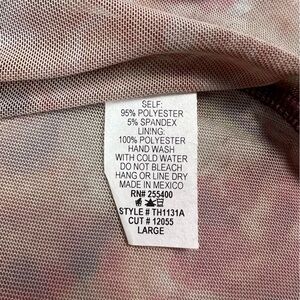 SELF:
95% POLYESTER
5% SPANDEX
LINING:
100% POLYESTER
HAND WASH
WITH COLD WATER
DO NOT BLEACH
HANG OR LINE DRY
MADE IN MEXICO
RN# 255400
STYLE # TH1131A
CUT # 12055
LARGE